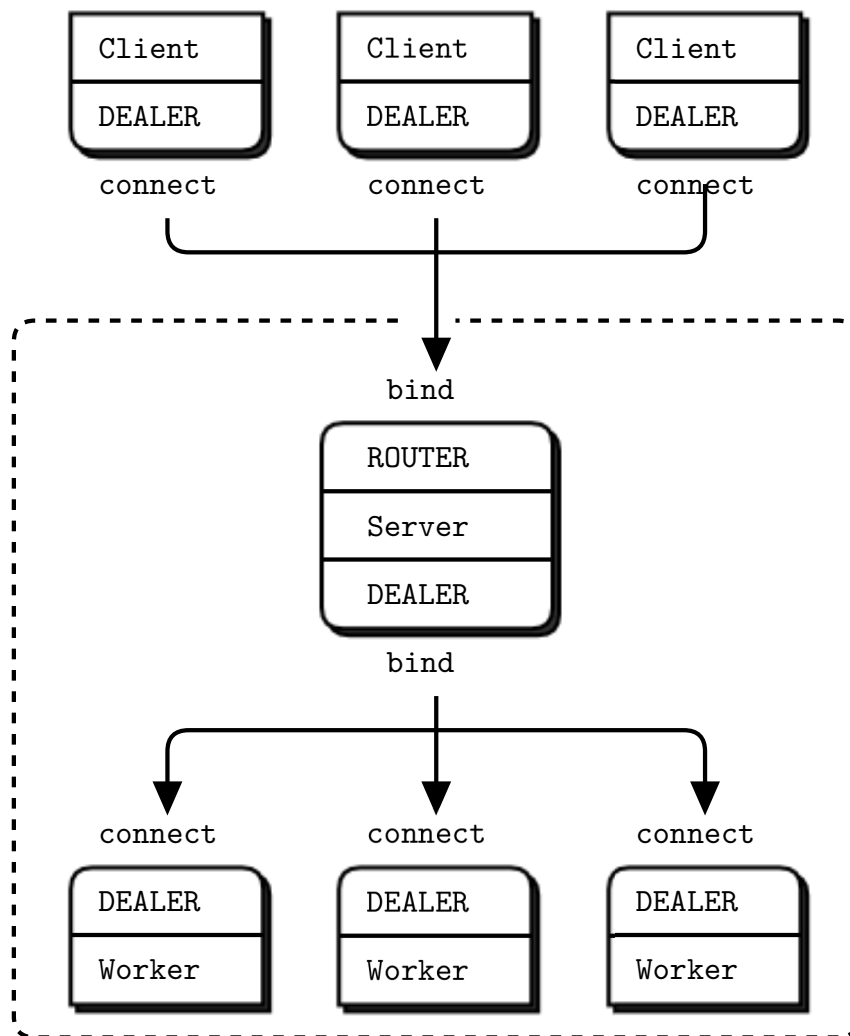 Client Client Client
DEALER DEALER DEALER
connect connect connect
bind
ROUTER
Server
DEALER
bind
connect connect connect
DEALER DEALER DEALER
Worker Worker Worker